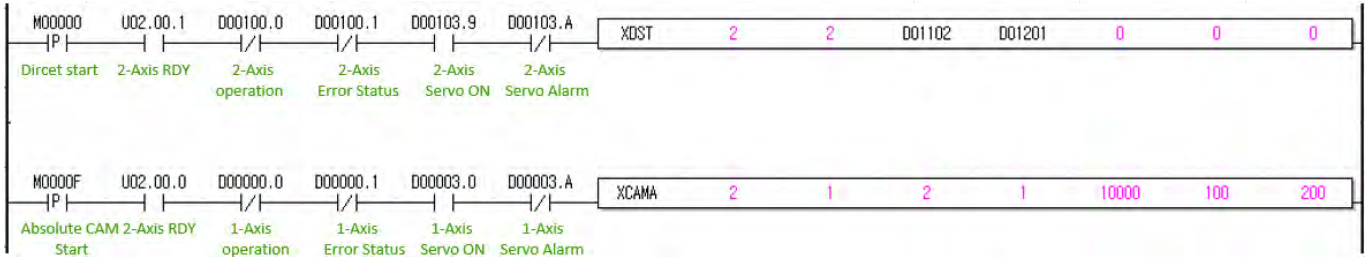 M00000 U02.00.1 D00100.0 D00100.1 D00103.9 D00103.A
P XDST 2 2 D01102 D01201 0 0 0
Dircet start 2-Axis RDY 2-Axis 2-Axis 2-Axis 2-Axis
operation Error Status Servo ON Servo Alarm
M0000F U02.00.0 D00000.0 D00000.1 D00003.0 D00003.A
P XCAMA 2 1 2 1 10000 100 200
Absolute CAM 2-Axis RDY 1-Axis 1-Axis 1-Axis 1-Axis
Start operation Error Status Servo ON Servo Alarm